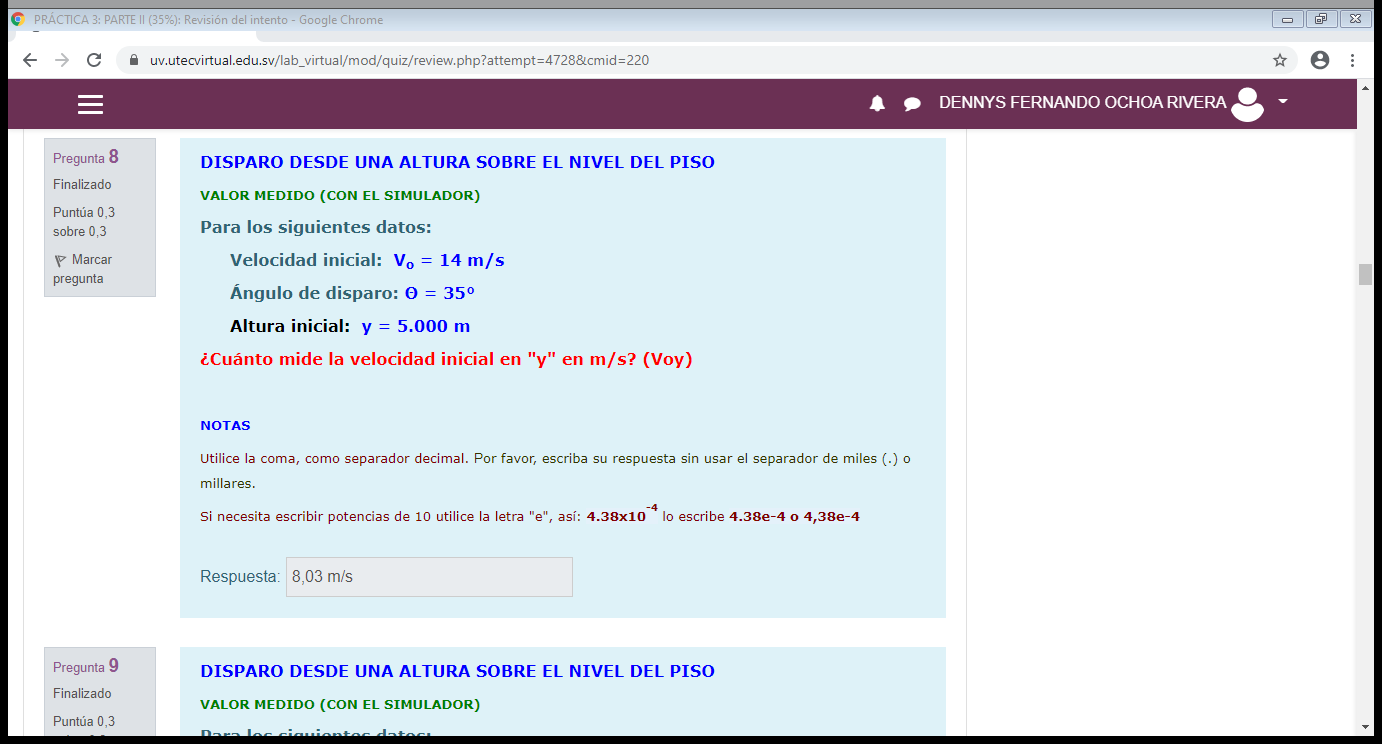 PRÁCTICA 3: PARTE II (35%): Revisión del intento - Google Chrome
uv.utecvirtual.edu.sv/lab_virtual/mod/quiz/review.php?attempt=4728&cmid=220
DENNYS FERNANDO OCHOA RIVERA
Pregunta 8
Finalizado
Puntúa 0,3
sobre 0,3
Marcar
pregunta
DISPARO DESDE UNA ALTURA SOBRE EL NIVEL DEL PISO
VALOR MEDIDO (CON EL SIMULADOR)
Para los siguientes datos:
Velocidad inicial: Vo = 14 m/s
Ángulo de disparo: Θ = 35º
Altura inicial: y = 5.000 m
¿Cuánto mide la velocidad inicial en "y" en m/s? (Voy)
NOTAS
Utilice la coma, como separador decimal. Por favor, escriba su respuesta sin usar el separador de miles (.) o
millares.
Si necesita escribir potencias de 10 utilice la letra "e", así: 4.38x10-4 lo escribe 4.38e-4 o 4,38e-4
Respuesta: 8,03 m/s
Pregunta 9
Finalizado
Puntúa 0,3
DISPARO DESDE UNA ALTURA SOBRE EL NIVEL DEL PISO
VALOR MEDIDO (CON EL SIMULADOR)
Para los siguientes datos: